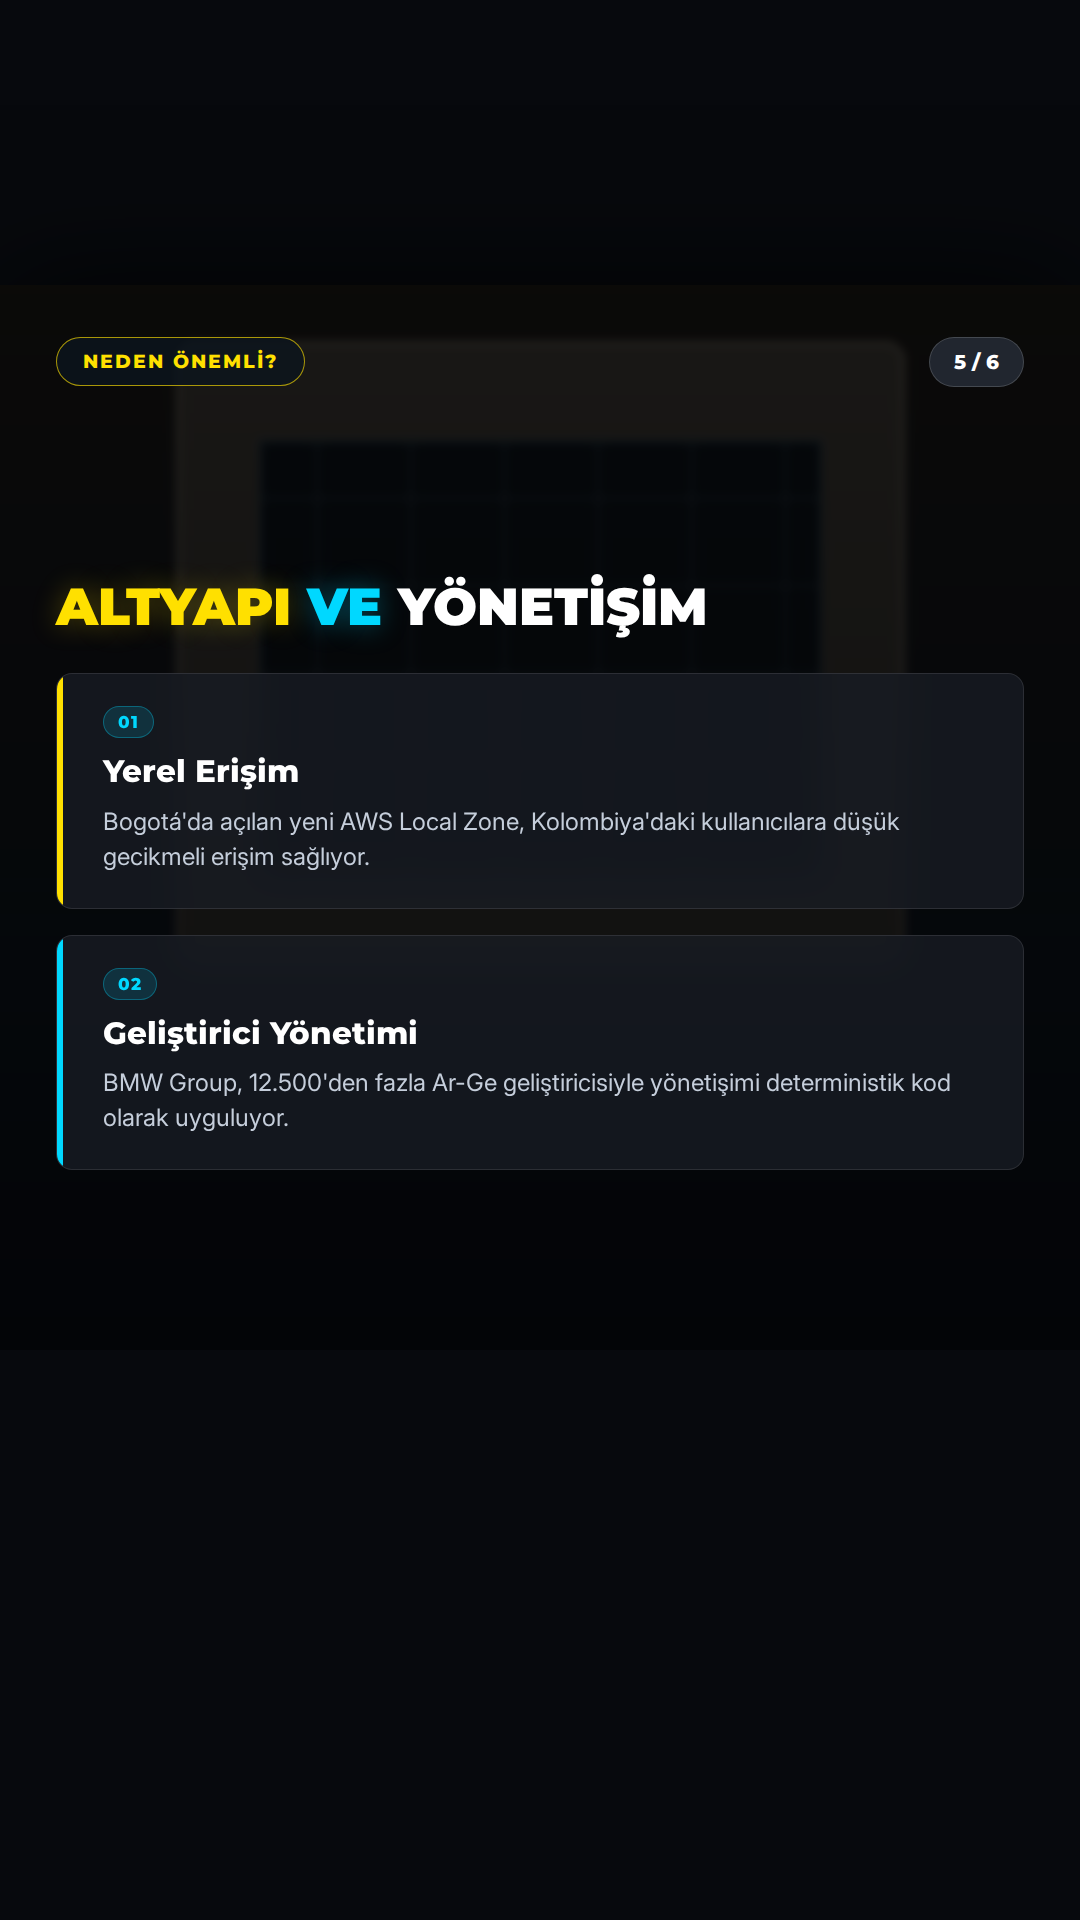 NEDEN ÖNEMLİ?
5 / 6
ALTYAPI VE YÖNETİŞİM
01
Yerel Erişim
Bogotá'da açılan yeni AWS Local Zone, Kolombiya'daki kullanıcılara düşük
gecikmeli erişim sağlıyor.
02
Geliştirici Yönetimi
BMW Group, 12.500'den fazla Ar-Ge geliştiricisiyle yönetişimi deterministik kod
olarak uyguluyor.